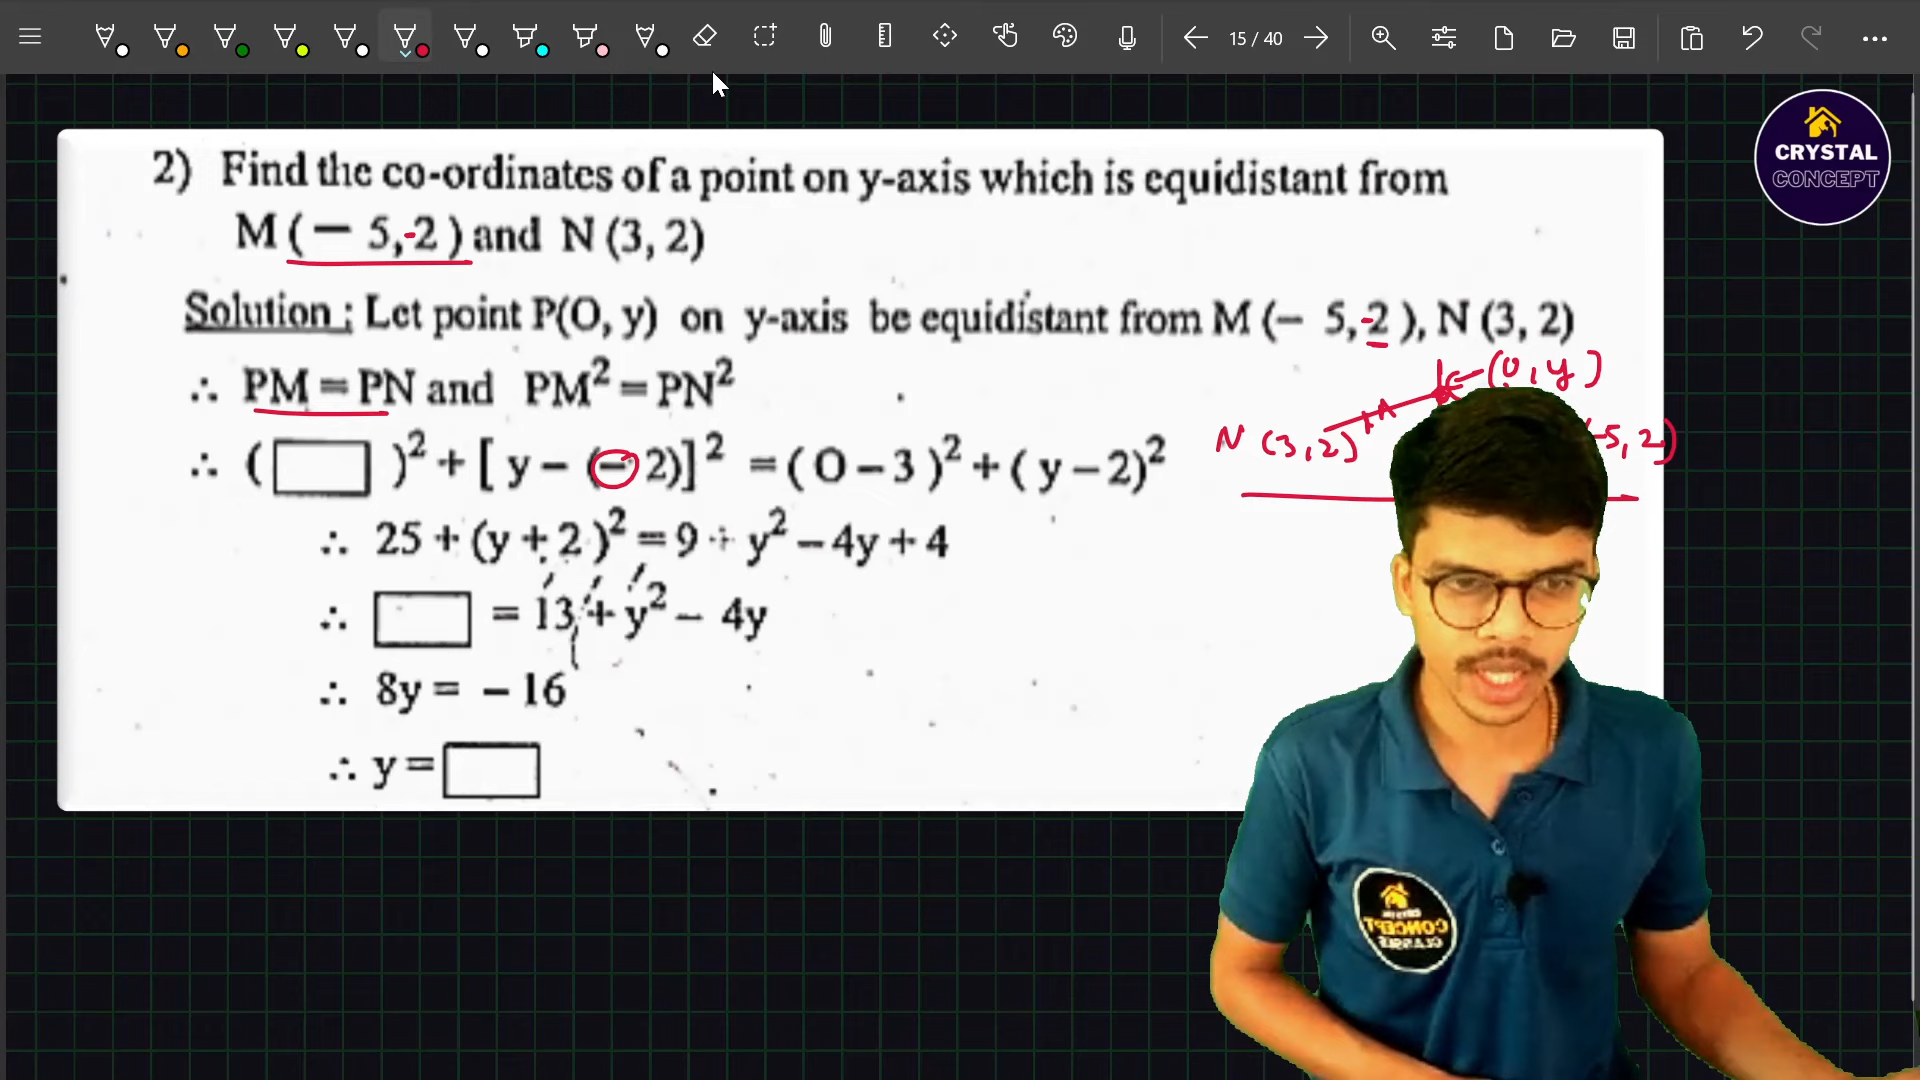 15 / 40
CRYSTAL
CONCEPT
2) Find the co-ordinates of a point on y-axis which is equidistant from
M (− 5,-2 ) and N (3, 2)
Solution : Let point P(O, y) on y-axis be equidistant from M (− 5,-2 ), N (3, 2)
∴ PM = PN and PM² = PN²
(0, y)
N (3,2)
-5, 2)
∴ ( )² + [ y − (− 2)] ² = ( O − 3 )² + ( y − 2)²
∴ 25 + (y + 2 )² = 9 + y² − 4y + 4
∴ = 13 + y² − 4y
∴ 8y = − 16
∴ y =
CONCEPT